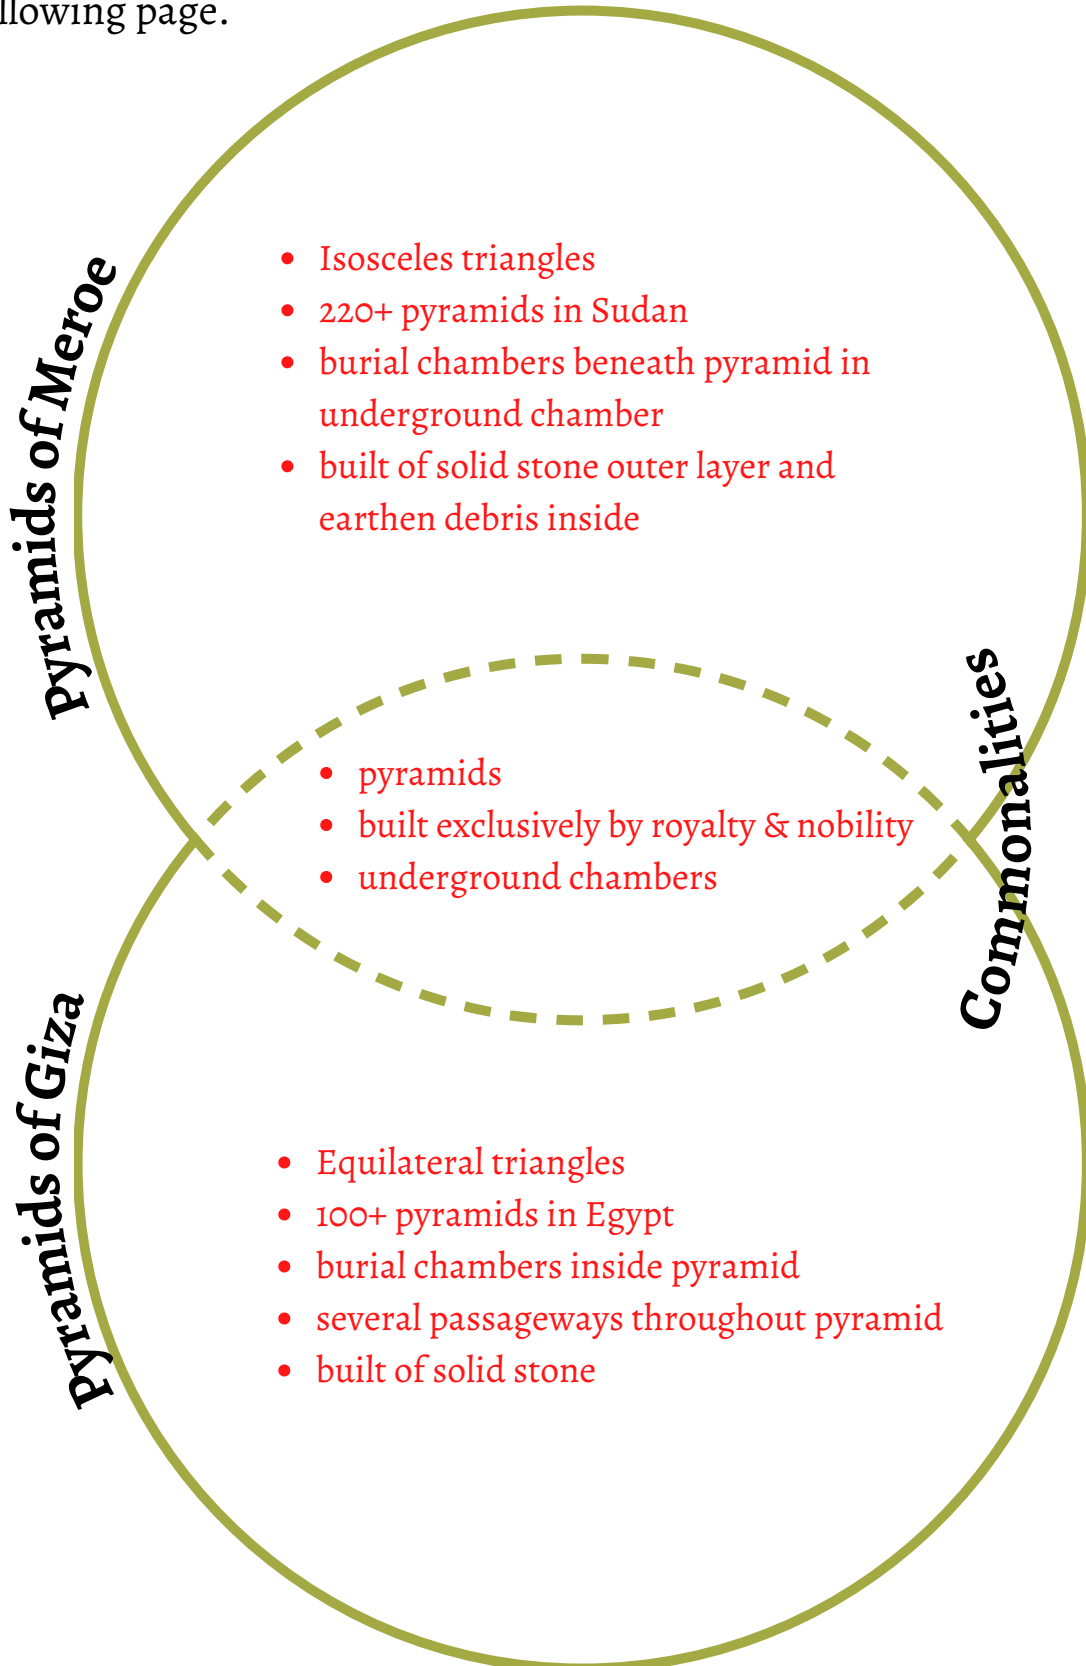 llowing page.
Pyramids of Meroe
• Isosceles triangles
• 220+ pyramids in Sudan
• burial chambers beneath pyramid in
underground chamber
• built of solid stone outer layer and
earthen debris inside
Commonalities
• pyramids
• built exclusively by royalty & nobility
• underground chambers
Pyramids of Giza
• Equilateral triangles
• 100+ pyramids in Egypt
• burial chambers inside pyramid
• several passageways throughout pyramid
• built of solid stone